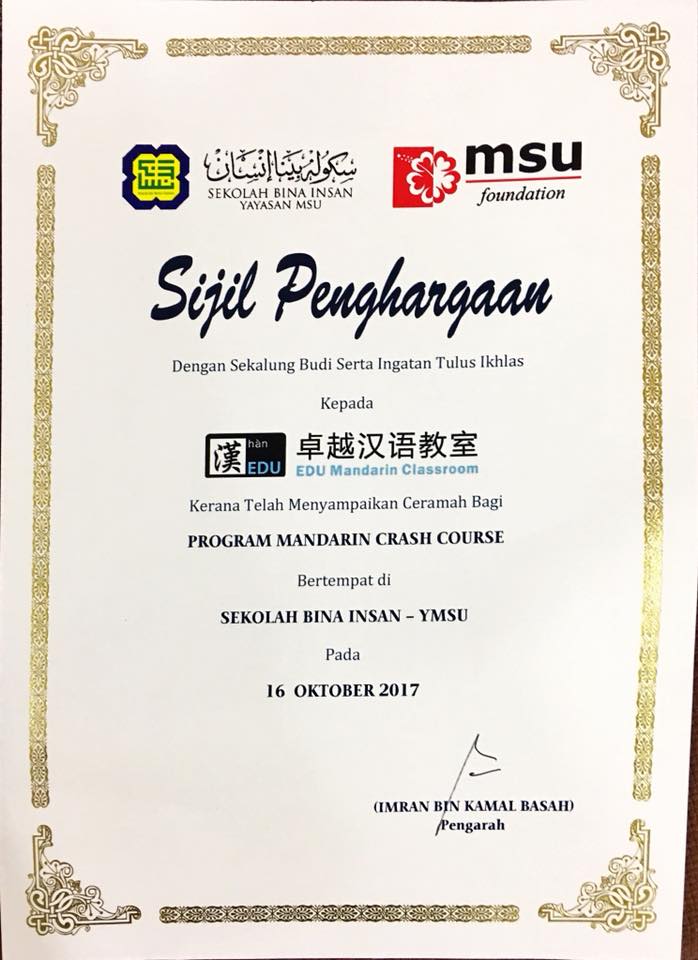 سکوله بينا إنسان
SEKOLAH BINA INSAN
YAYASAN MSU
msu
foundation
Sijil Penghargaan
Dengan Sekalung Budi Serta Ingatan Tulus Ikhlas
Kepada
漢 hàn EDU
卓越汉语教室
EDU Mandarin Classroom
Kerana Telah Menyampaikan Ceramah Bagi
PROGRAM MANDARIN CRASH COURSE
Bertempat di
SEKOLAH BINA INSAN – YMSU
Pada
16 OKTOBER 2017
(IMRAN BIN KAMAL BASAH)
Pengarah